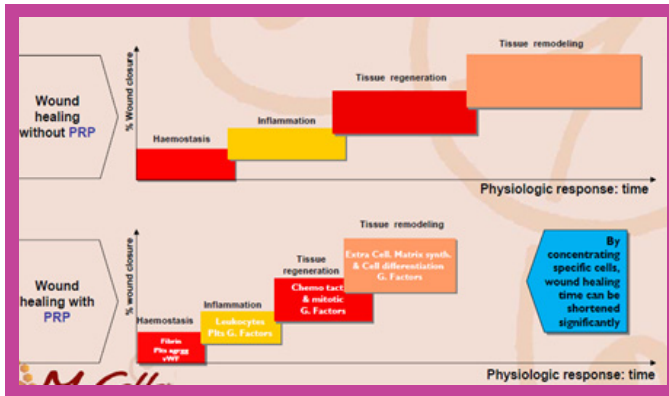 Tissue remodeling
Tissue regeneration
Wound
healing
without PRP
% Wound closure
Inflammation
Haemostasis
Physiologic response: time
Tissue remodeling
Extra Cell. Matrix synth.
& Cell differentiation
G. Factors
By
concentrating
specific cells,
wound healing
time can be
shortened
significantly
Tissue
regeneration
Chemo tact.
& mitotic
G. Factors
Wound
healing with
PRP
% wound closure
Inflammation
Leukocytes
Plts G. Factors
Haemostasis
Fibrin
Plts aggg
vWF
Physiologic response: time